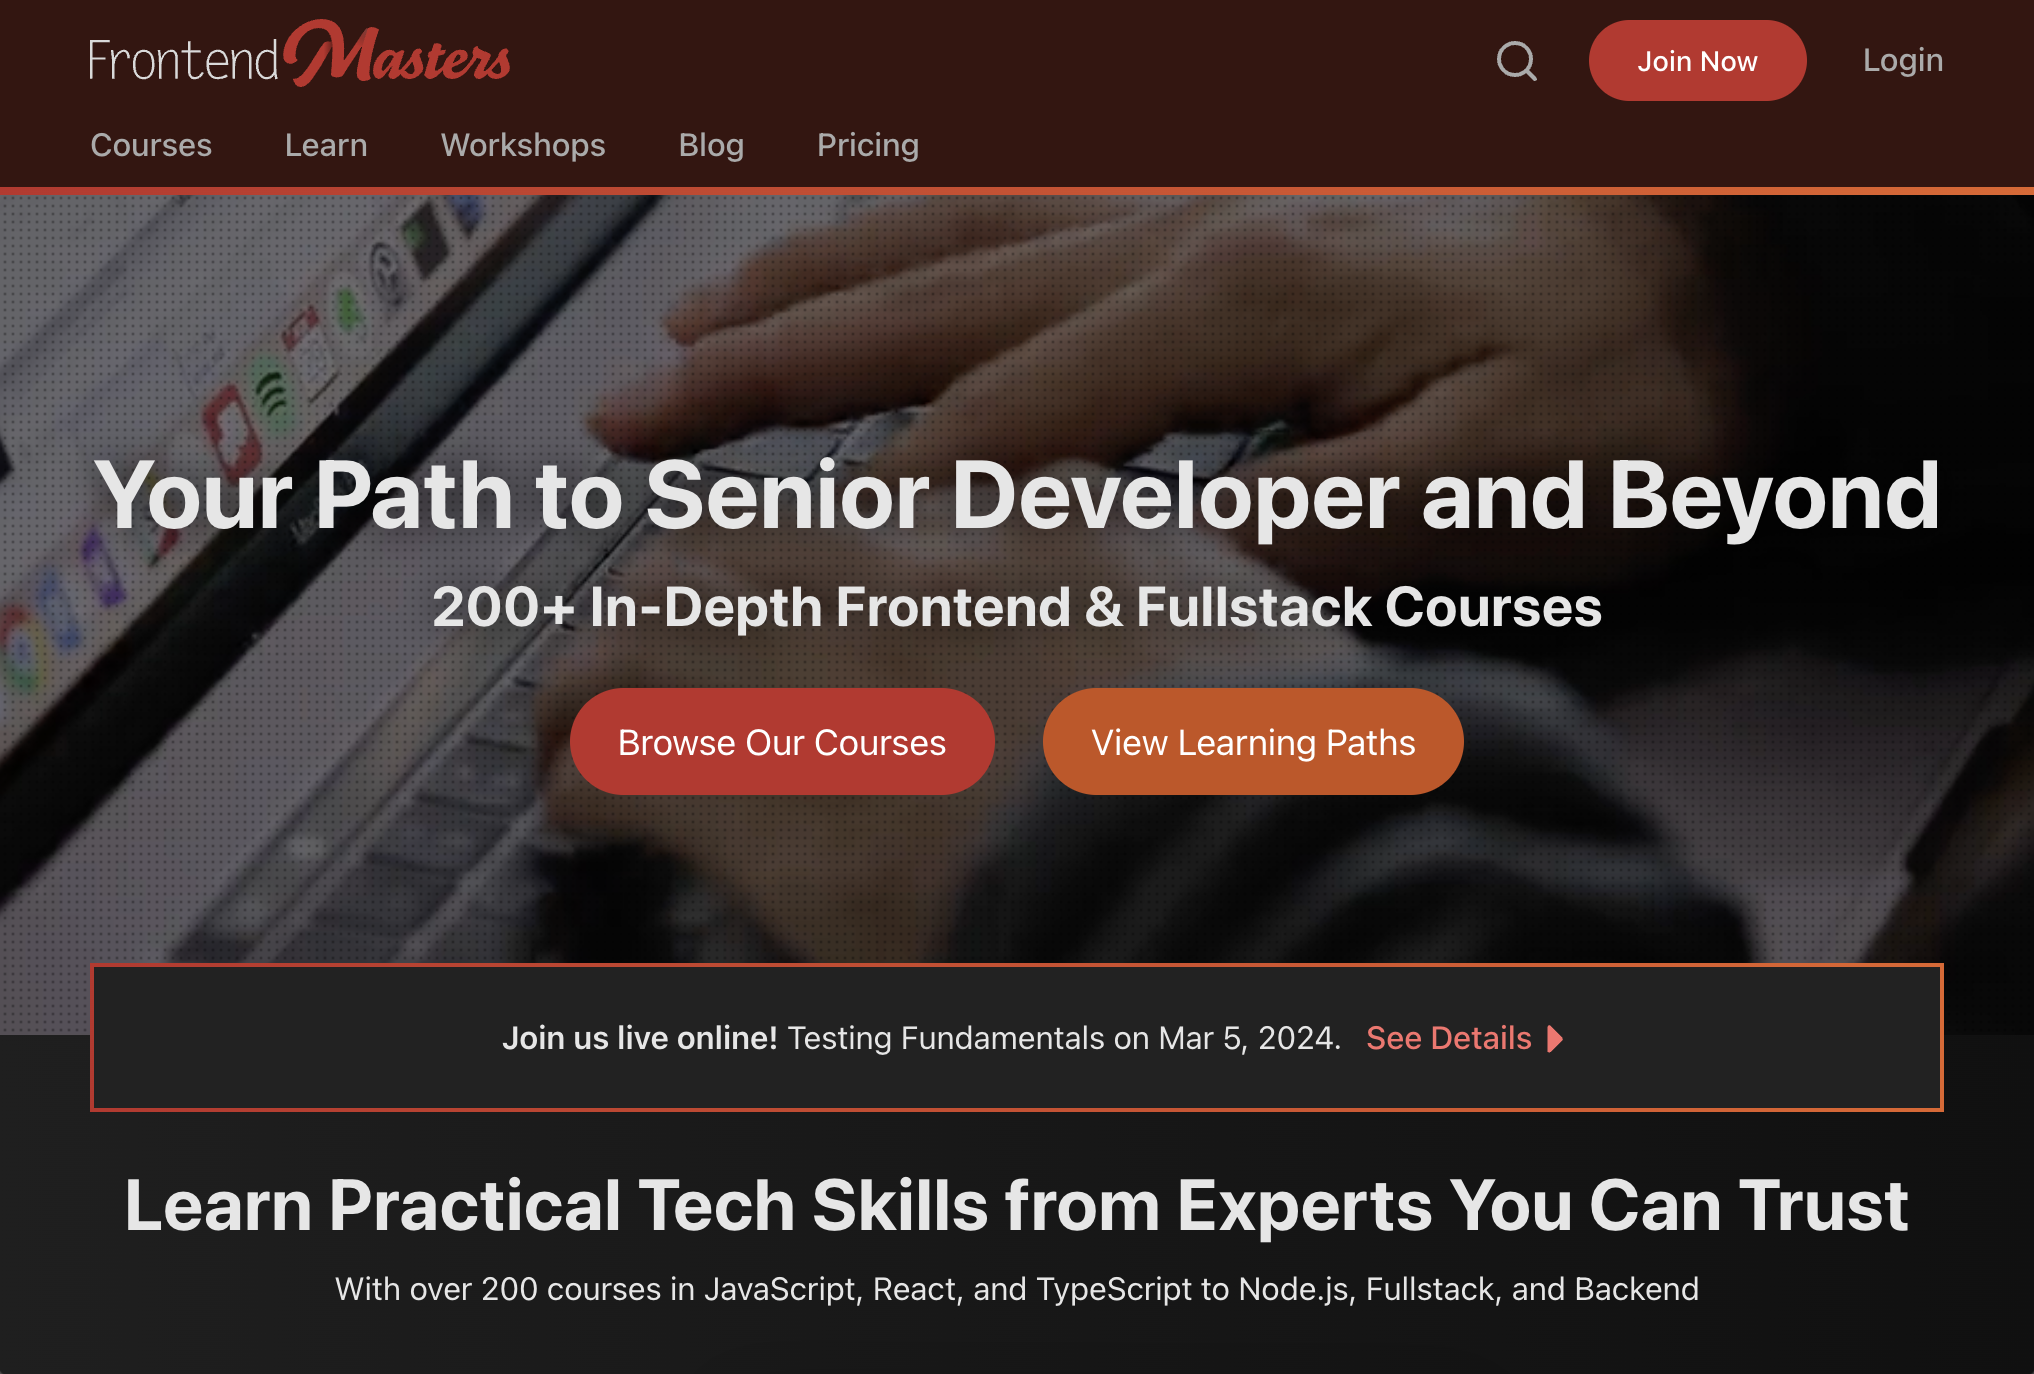 Frontend Masters
Join Now
Login
Courses
Learn
Workshops
Blog
Pricing
Your Path to Senior Developer and Beyond
200+ In-Depth Frontend & Fullstack Courses
Browse Our Courses
View Learning Paths
Join us live online! Testing Fundamentals on Mar 5, 2024. See Details
Learn Practical Tech Skills from Experts You Can Trust
With over 200 courses in JavaScript, React, and TypeScript to Node.js, Fullstack, and Backend